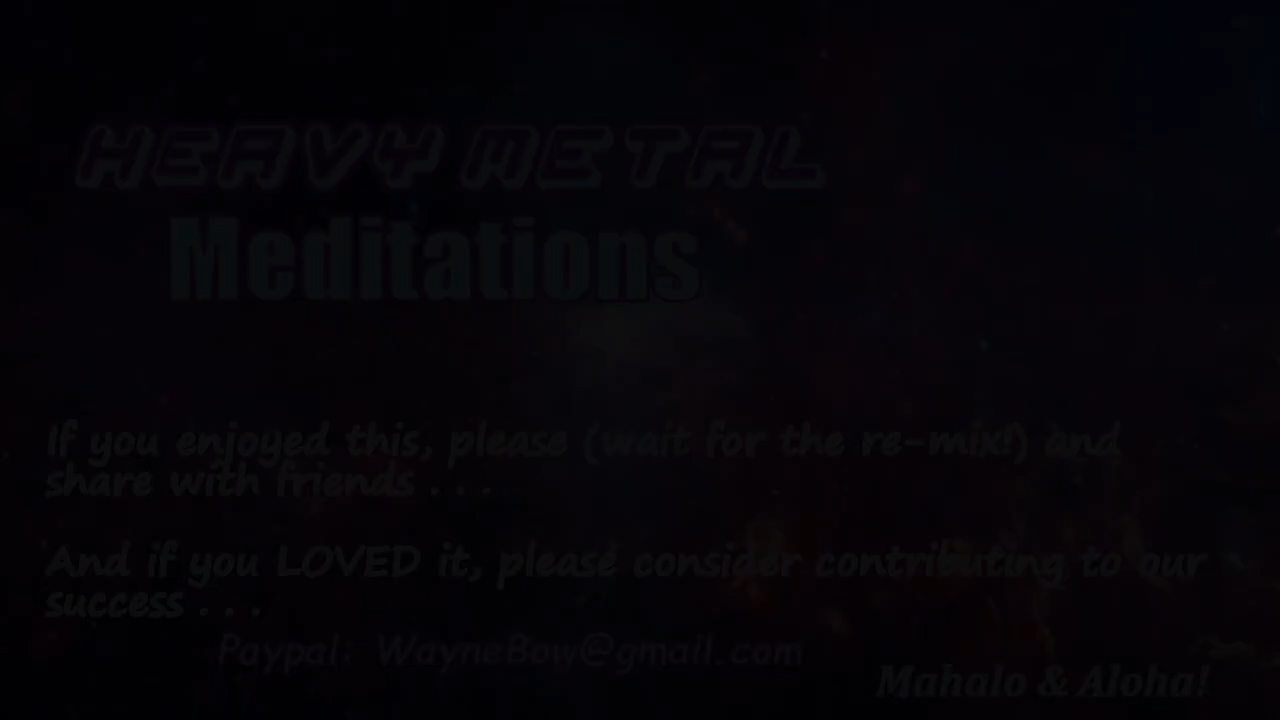 HEAVY METAL
Meditations
If you enjoyed this, please (wait for the re-mix!) and
share with friends . . .
And if you LOVED it, please consider contributing to our
success . . .
Paypal: WayneBow@gmail.com
Mahalo & Aloha!